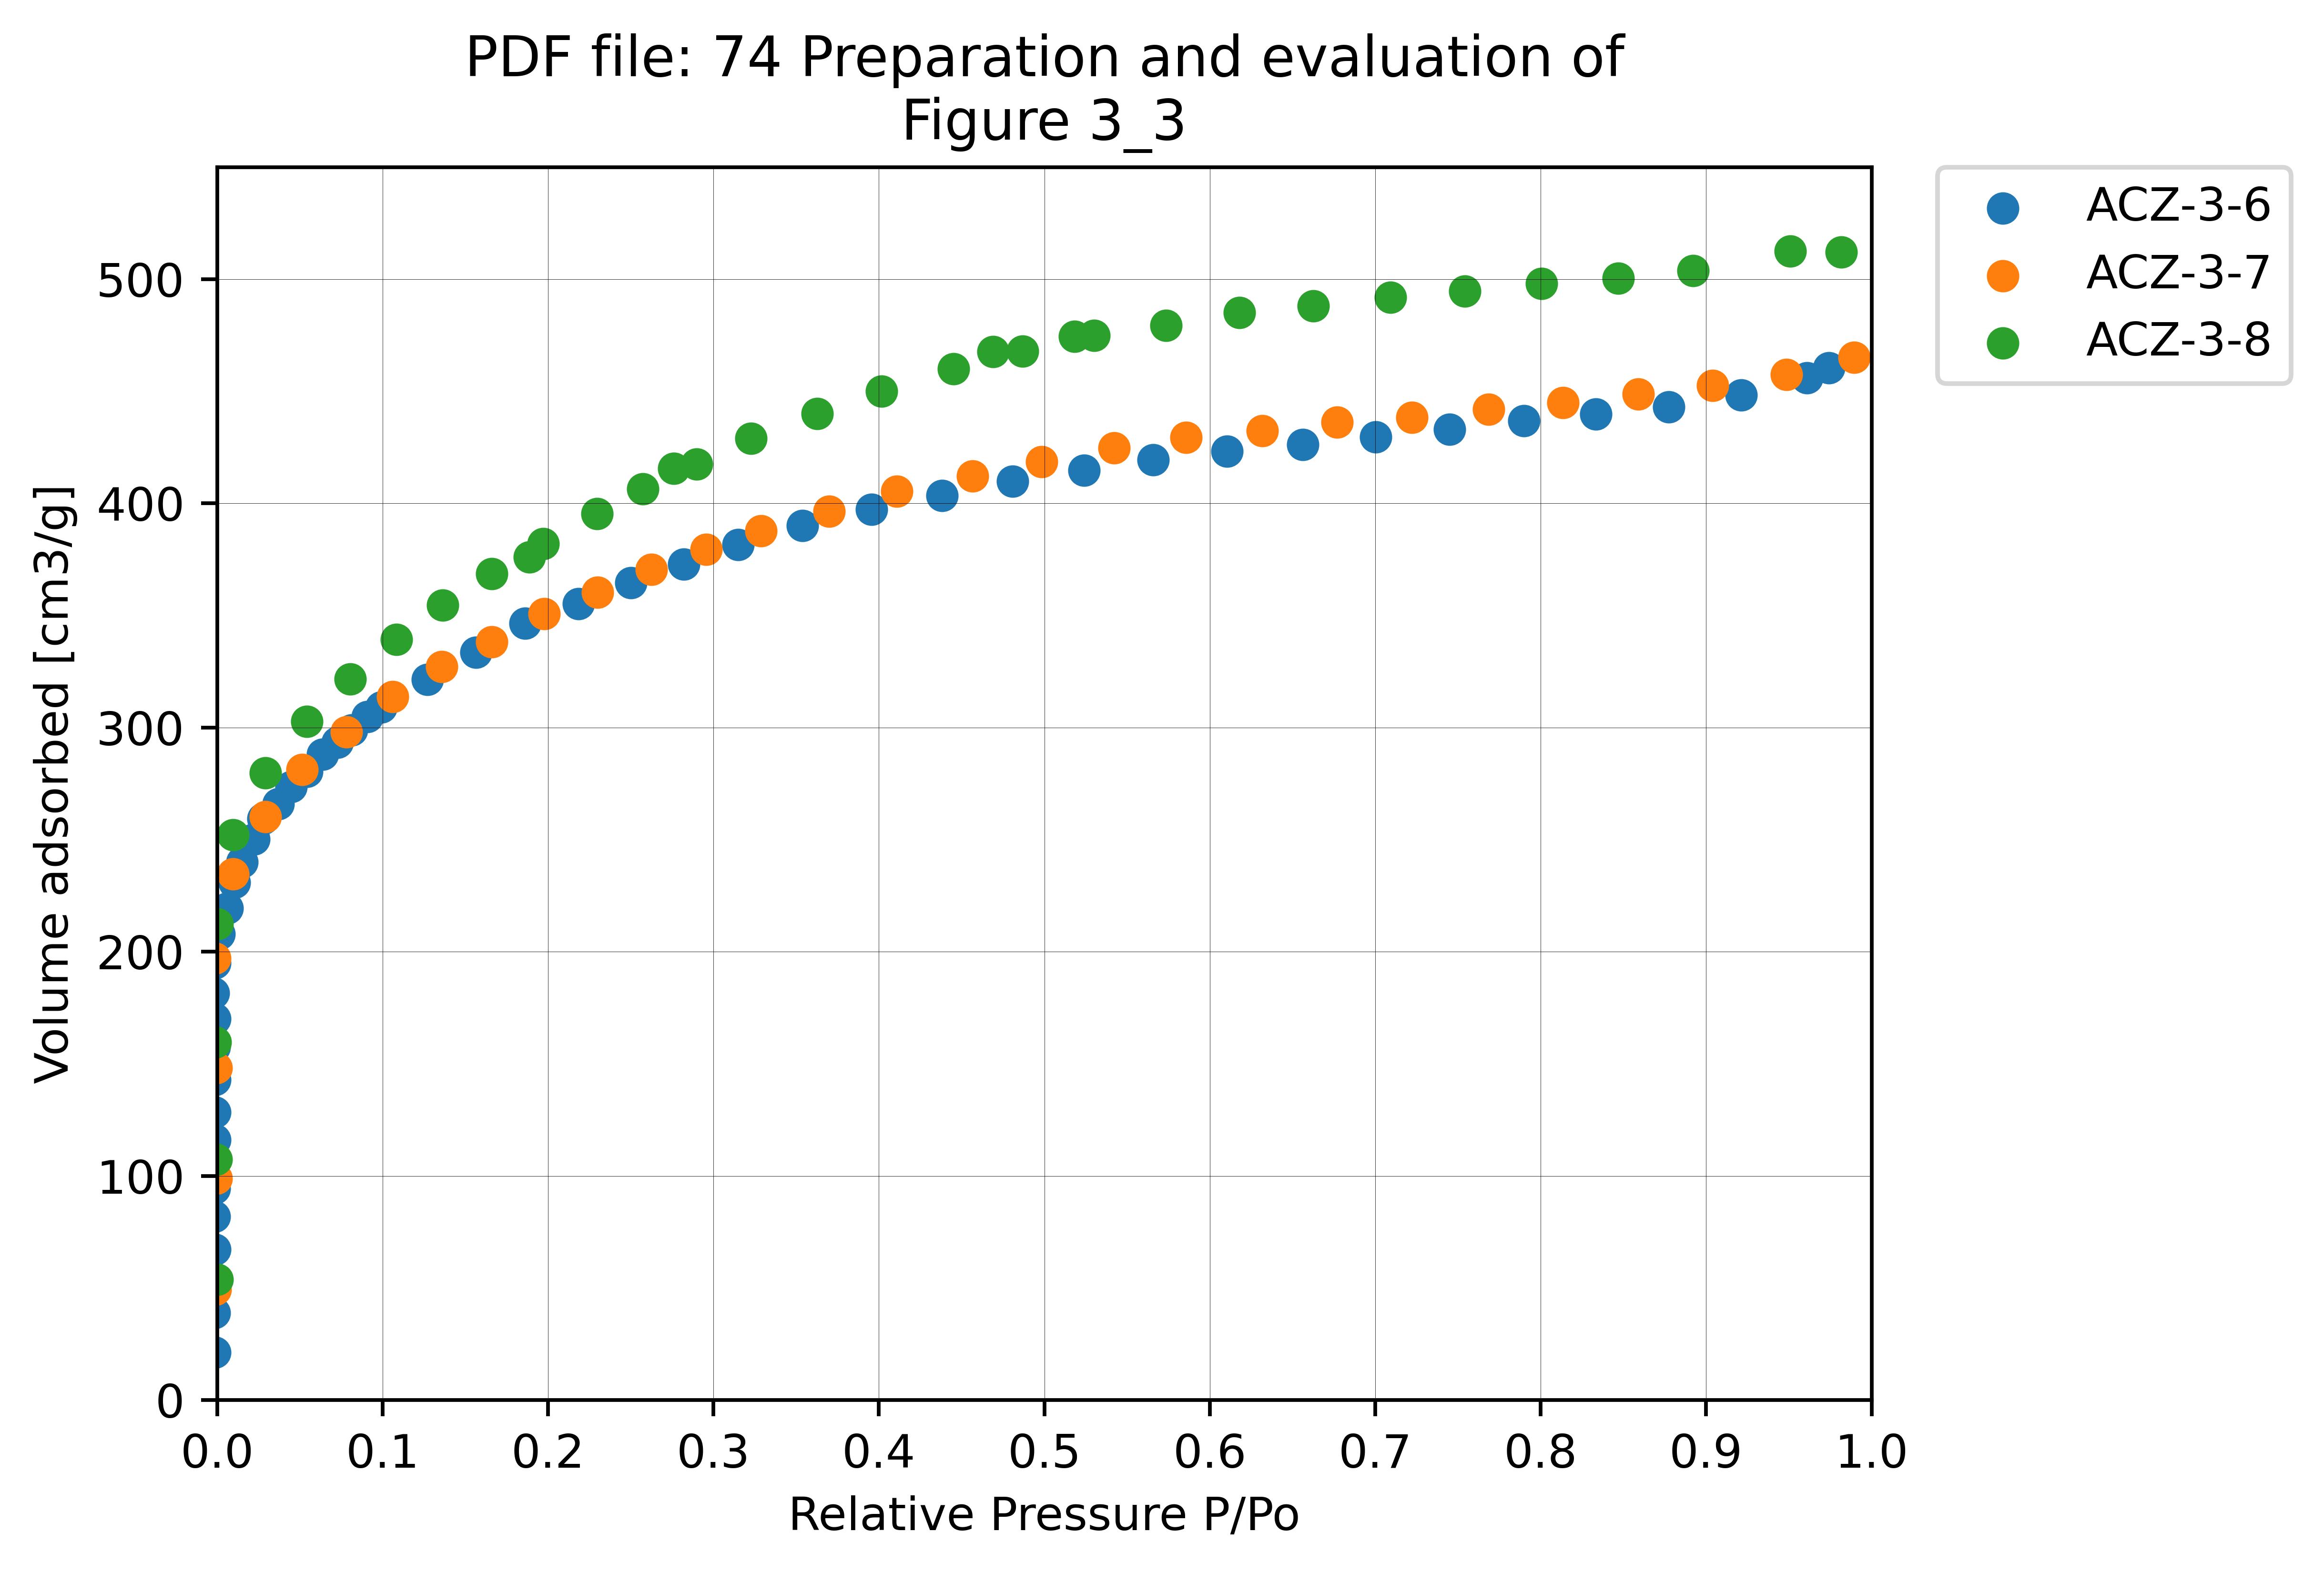 PDF file: 74 Preparation and evaluation of
Figure 3_3
ACZ-3-6
ACZ-3-7
ACZ-3-8
Volume adsorbed [cm3/g]
500
400
300
200
100
0
0.0 0.1 0.2 0.3 0.4 0.5 0.6 0.7 0.8 0.9 1.0
Relative Pressure P/Po